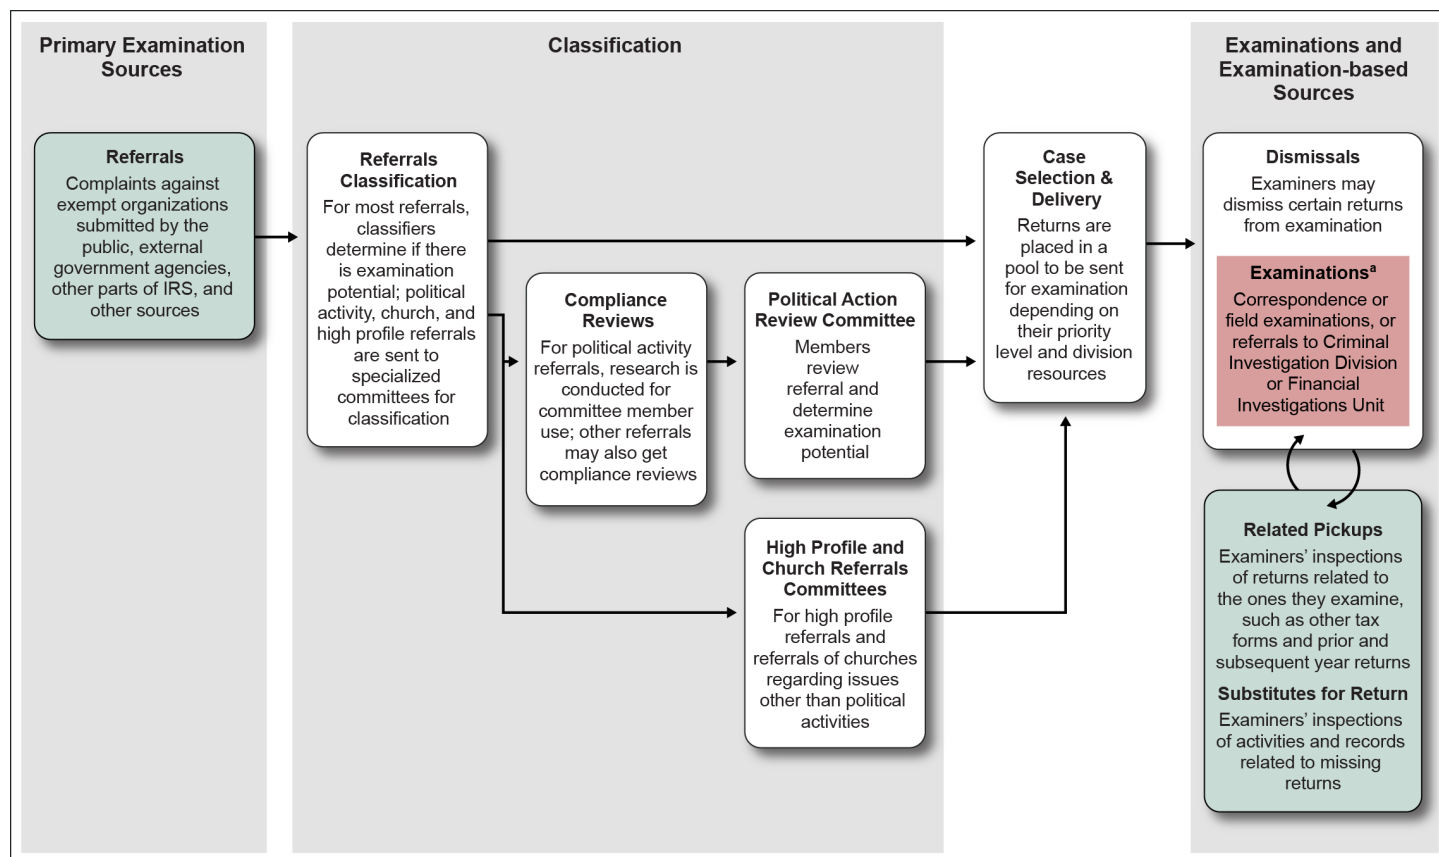 Primary Examination
Sources
Classification
Examinations and
Examination-based
Sources
Referrals
Complaints against
exempt organizations
submitted by the
public, external
government agencies,
other parts of IRS, and
other sources
Referrals
Classification
For most referrals,
classifiers
determine if there
is examination
potential; political
activity, church, and
high profile referrals
are sent to
specialized
committees for
classification
Compliance
Reviews
For political activity
referrals, research is
conducted for
committee member
use; other referrals
may also get
compliance reviews
Political Action
Review Committee
Members
review
referral and
determine
examination
potential
High Profile and
Church Referrals
Committees
For high profile
referrals and
referrals of churches
regarding issues
other than political
activities
Case
Selection &
Delivery
Returns are
placed in a
pool to be sent
for examination
depending on
their priority
level and division
resources
Dismissals
Examiners may
dismiss certain returns
from examination
Examinationsᵃ
Correspondence or
field examinations, or
referrals to Criminal
Investigation Division
or Financial
Investigations Unit
Related Pickups
Examiners’ inspections
of returns related to
the ones they examine,
such as other tax
forms and prior and
subsequent year returns
Substitutes for Return
Examiners’ inspections
of activities and records
related to missing
returns